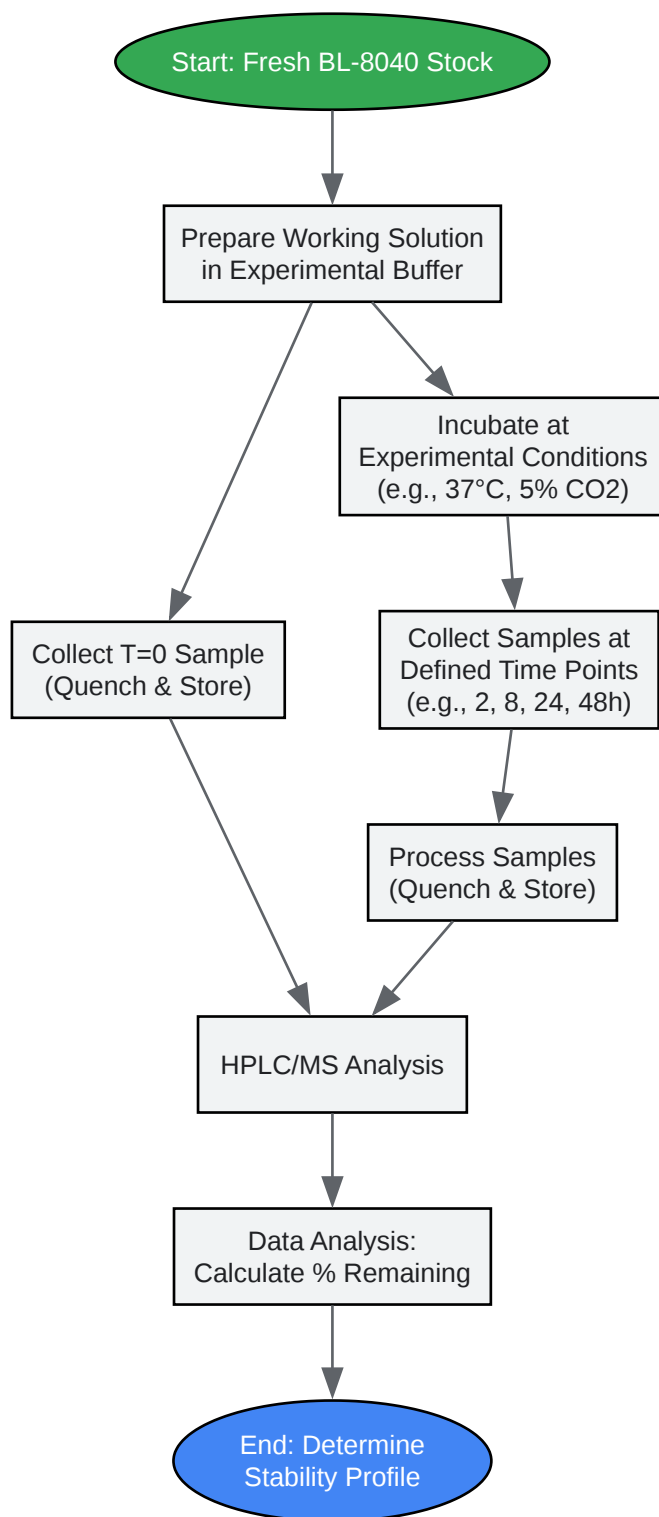 Start: Fresh BL-8040 Stock
Prepare Working Solution
in Experimental Buffer
Incubate at
Experimental Conditions
(e.g., 37°C, 5% CO2)
Collect T=0 Sample
(Quench & Store)
Collect Samples at
Defined Time Points
(e.g., 2, 8, 24, 48h)
Process Samples
(Quench & Store)
HPLC/MS Analysis
Data Analysis:
Calculate % Remaining
End: Determine
Stability Profile